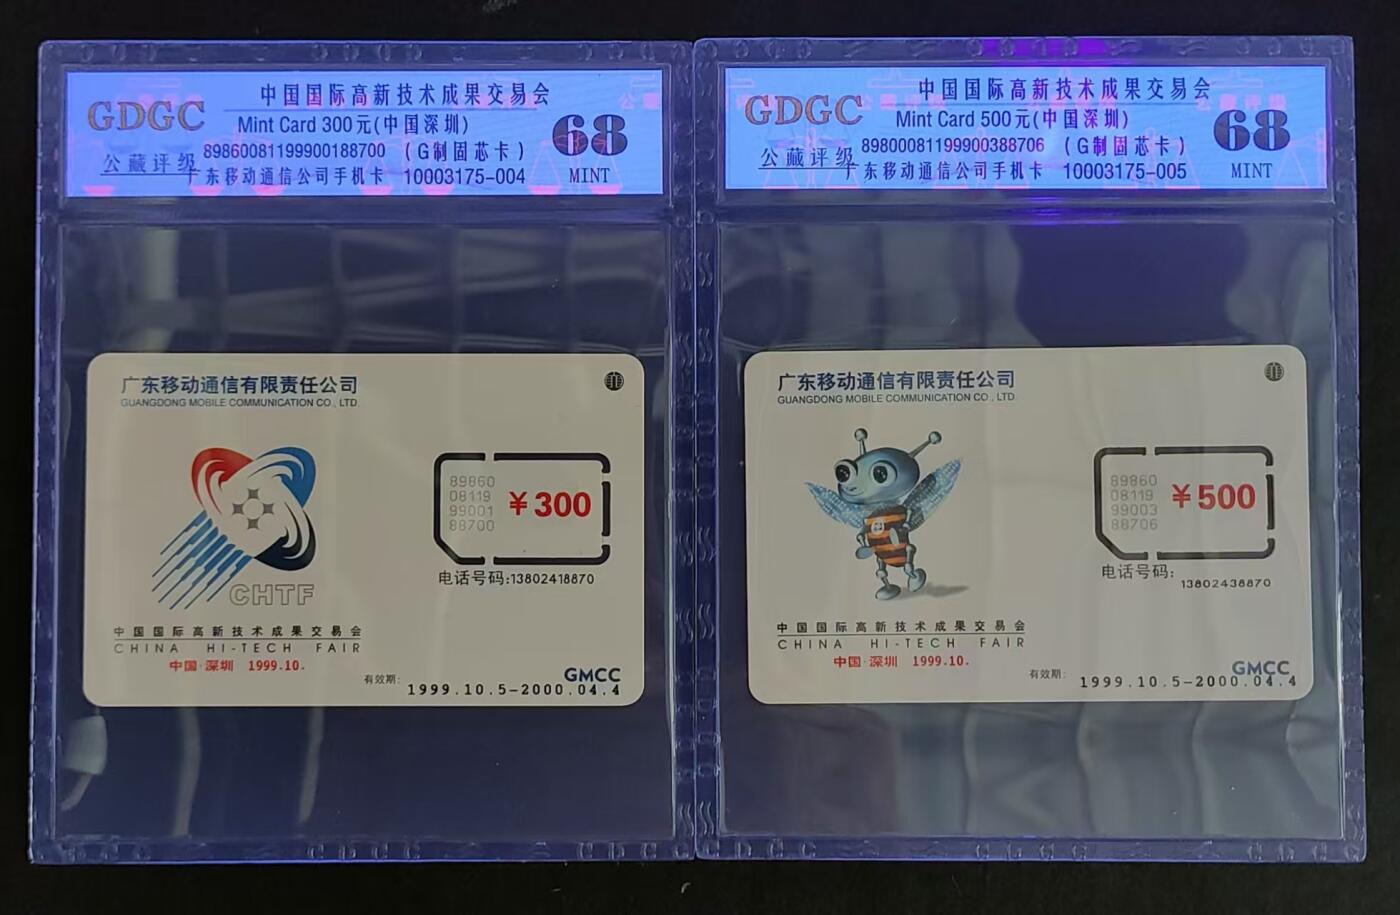 GDGC
公藏评级
中国国际高新技术成果交易会
Mint Card 300元(中国深圳)
89860081199900188700 (G制固芯卡)
广东移动通信公司手机卡 10003175-004
68
MINT
广东移动通信有限责任公司
GUANGDONG MOBILE COMMUNICATION CO., LTD.
89860
08119
99001
88700
¥300
电话号码:13802418870
CHTF
中国国际高新技术成果交易会
CHINA HI-TECH FAIR
中国·深圳 1999.10.
GMCC
有效期: 1999.10.5-2000.04.4
GDGC
公藏评级
中国国际高新技术成果交易会
Mint Card 500元(中国深圳)
89800081199900388706 (G制固芯卡)
广东移动通信公司手机卡 10003175-005
68
MINT
广东移动通信有限责任公司
GUANGDONG MOBILE COMMUNICATION CO., LTD.
89860
08119
99003
88706
¥500
电话号码: 13802438870
中国国际高新技术成果交易会
CHINA HI-TECH FAIR
中国·深圳 1999.10.
GMCC
有效期: 1999.10.5-2000.04.4